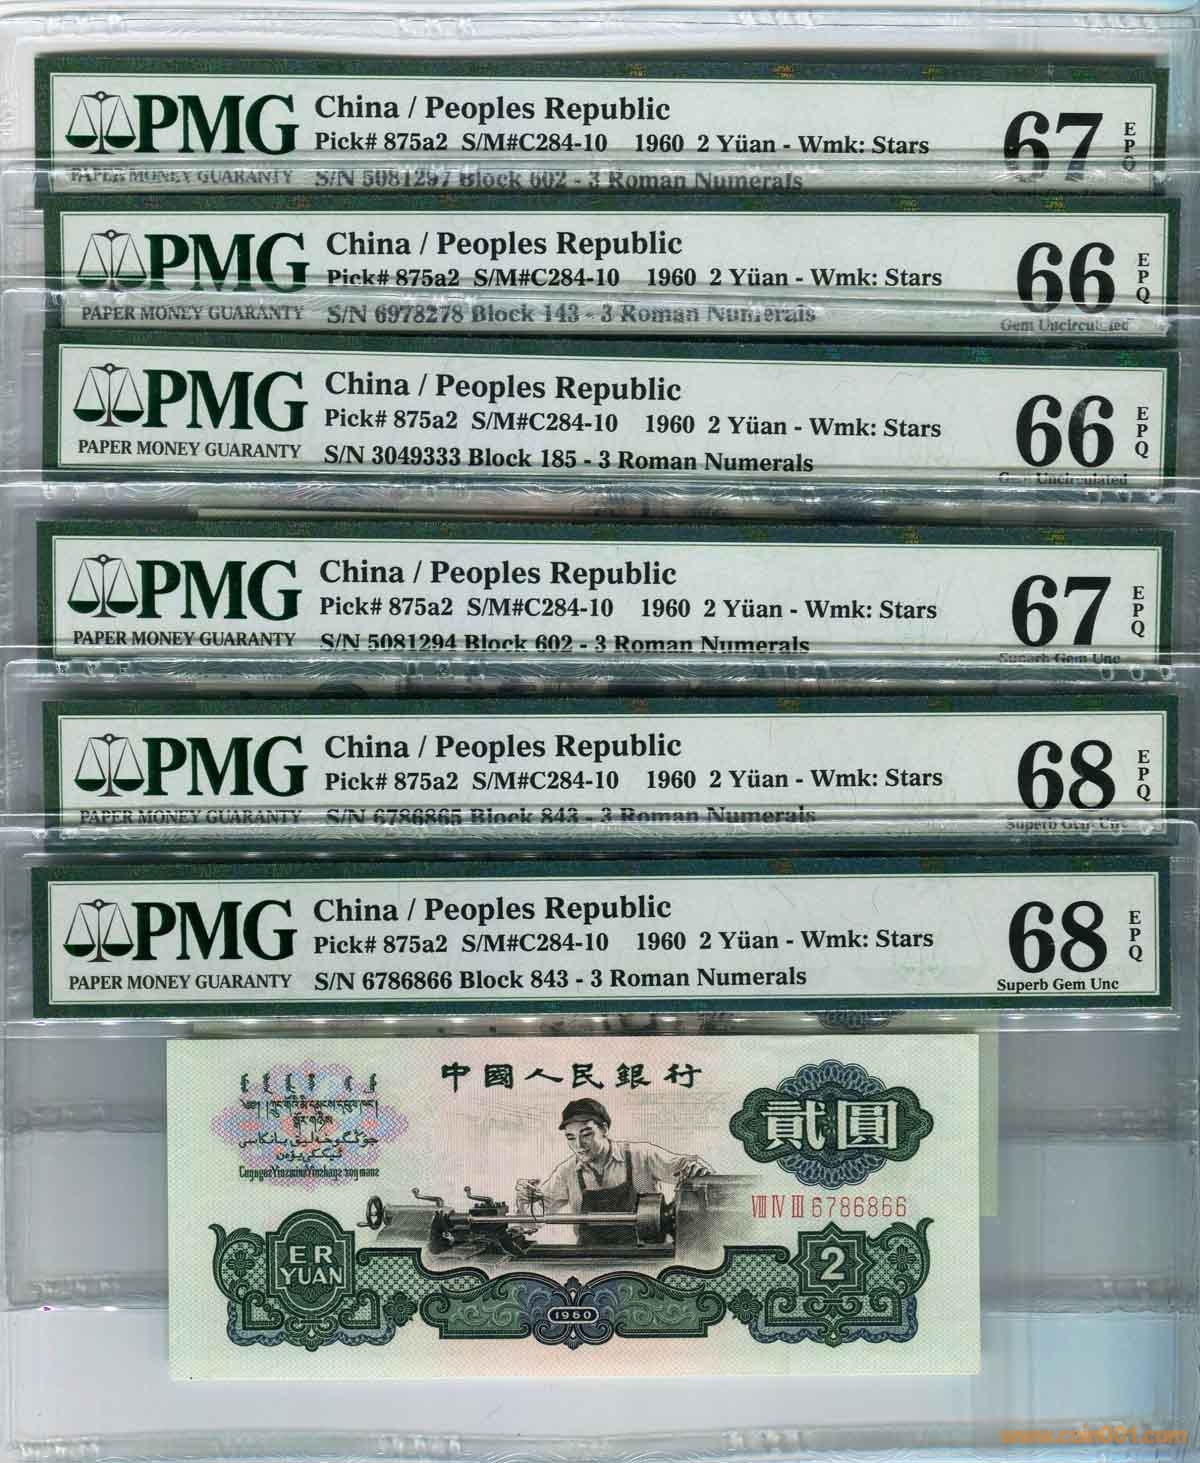 PMG
PAPER MONEY GUARANTY
China / Peoples Republic
Pick# 875a2 S/M#C284-10 1960 2 Yüan - Wmk: Stars
S/N 5081297 Block 602 - 3 Roman Numerals
67
EPQ
PMG
PAPER MONEY GUARANTY
China / Peoples Republic
Pick# 875a2 S/M#C284-10 1960 2 Yüan - Wmk: Stars
S/N 6978278 Block 143 - 3 Roman Numerals
66
EPQ
Gem Uncirculated
PMG
PAPER MONEY GUARANTY
China / Peoples Republic
Pick# 875a2 S/M#C284-10 1960 2 Yüan - Wmk: Stars
S/N 3049333 Block 185 - 3 Roman Numerals
66
EPQ
Gem Uncirculated
PMG
PAPER MONEY GUARANTY
China / Peoples Republic
Pick# 875a2 S/M#C284-10 1960 2 Yüan - Wmk: Stars
S/N 5081294 Block 602 - 3 Roman Numerals
67
EPQ
Superb Gem Unc
PMG
PAPER MONEY GUARANTY
China / Peoples Republic
Pick# 875a2 S/M#C284-10 1960 2 Yüan - Wmk: Stars
S/N 6786865 Block 843 - 3 Roman Numerals
68
EPQ
Superb Gem Unc
PMG
PAPER MONEY GUARANTY
China / Peoples Republic
Pick# 875a2 S/M#C284-10 1960 2 Yüan - Wmk: Stars
S/N 6786866 Block 843 - 3 Roman Numerals
68
EPQ
Superb Gem Unc
中國人民銀行
貳圓
VIII IV III 6786866
ER
YUAN
2
1960
www.coin001.com